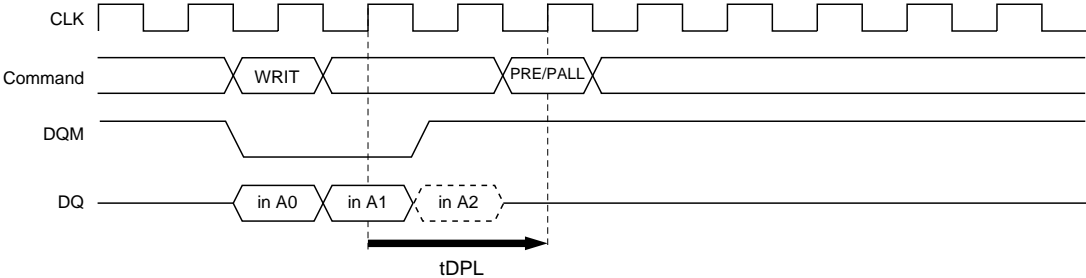 CLK
Command WRIT PRE/PALL
DQM
DQ in A0 in A1 in A2
tDPL